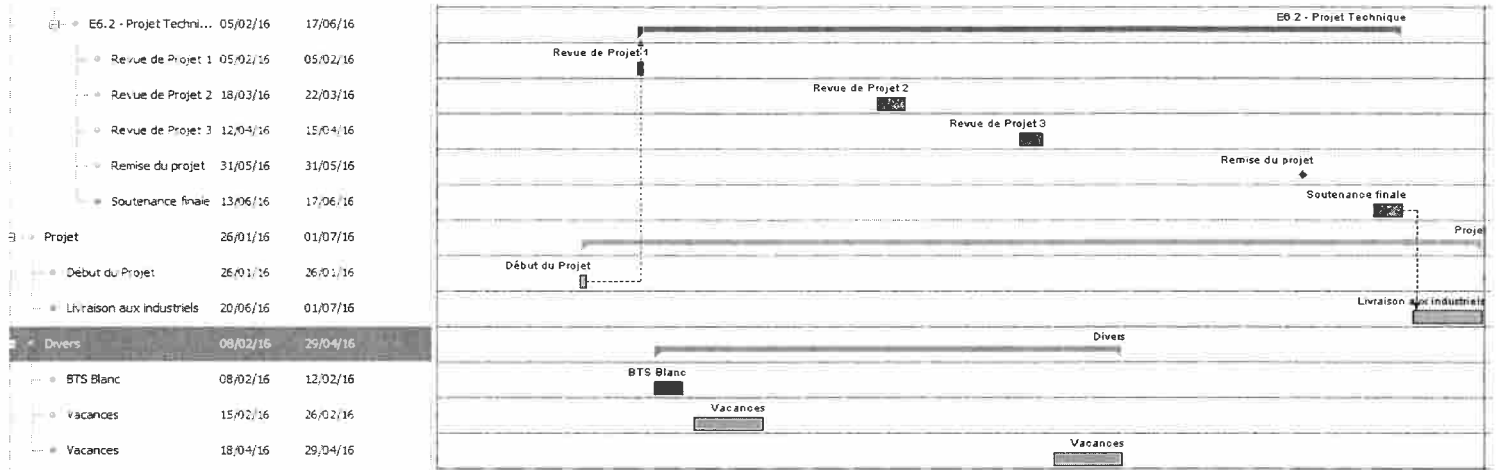 E6.2 - Projet Techni... 05/02/16 17/06/16
E6 2 - Projet Technique
Revue de Projet 1 05/02/16 05/02/16
Revue de Projet 1
Revue de Projet 2 18/03/16 22/03/16
Revue de Projet 2
Revue de Projet 3 12/04/16 15/04/16
Revue de Projet 3
Remise du projet 31/05/16 31/05/16
Remise du projet
Soutenance finale 13/06/16 17/06/16
Soutenance finale
Projet 26/01/16 01/07/16
Proje
Début du Projet 26/01/16 26/01/16
Début du Projet
Livraison aux industriels 20/06/16 01/07/16
Livraison aux industriels
Divers 08/02/16 29/04/16
Divers
BTS Blanc 08/02/16 12/02/16
BTS Blanc
Vacances 15/02/16 26/02/16
Vacances
Vacances 18/04/16 29/04/16
Vacances